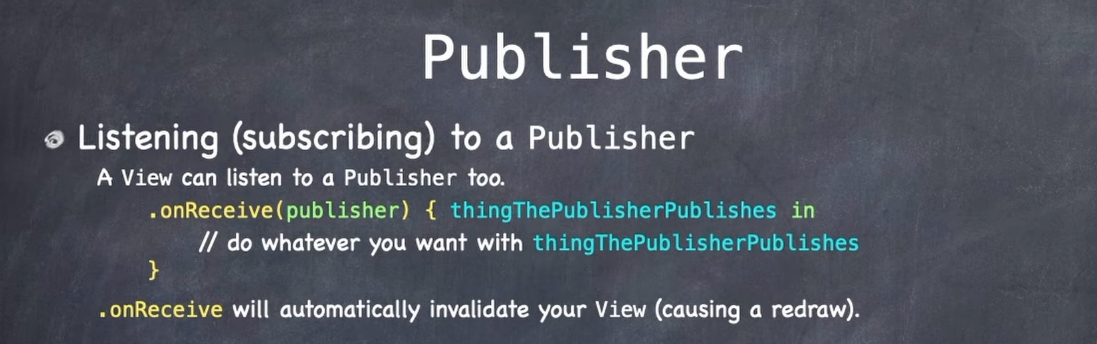 Publisher
Listening (subscribing) to a Publisher
A View can listen to a Publisher too.
.onReceive(publisher) { thingThePublisherPublishes in
// do whatever you want with thingThePublisherPublishes
}
.onReceive will automatically invalidate your View (causing a redraw).